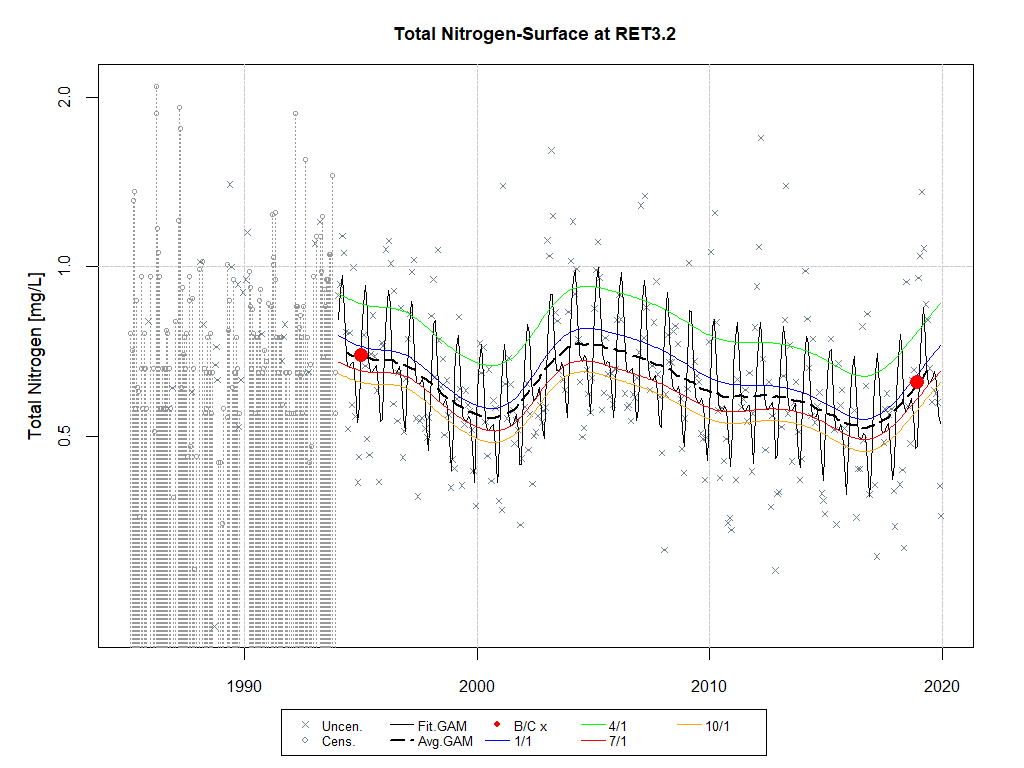 Total Nitrogen-Surface at RET3.2
Total Nitrogen [mg/L]
2.0
1.0
0.5
1990 2000 2010 2020
Uncen. Fit.GAM B/C x 4/1 10/1
Cens. Avg.GAM 1/1 7/1